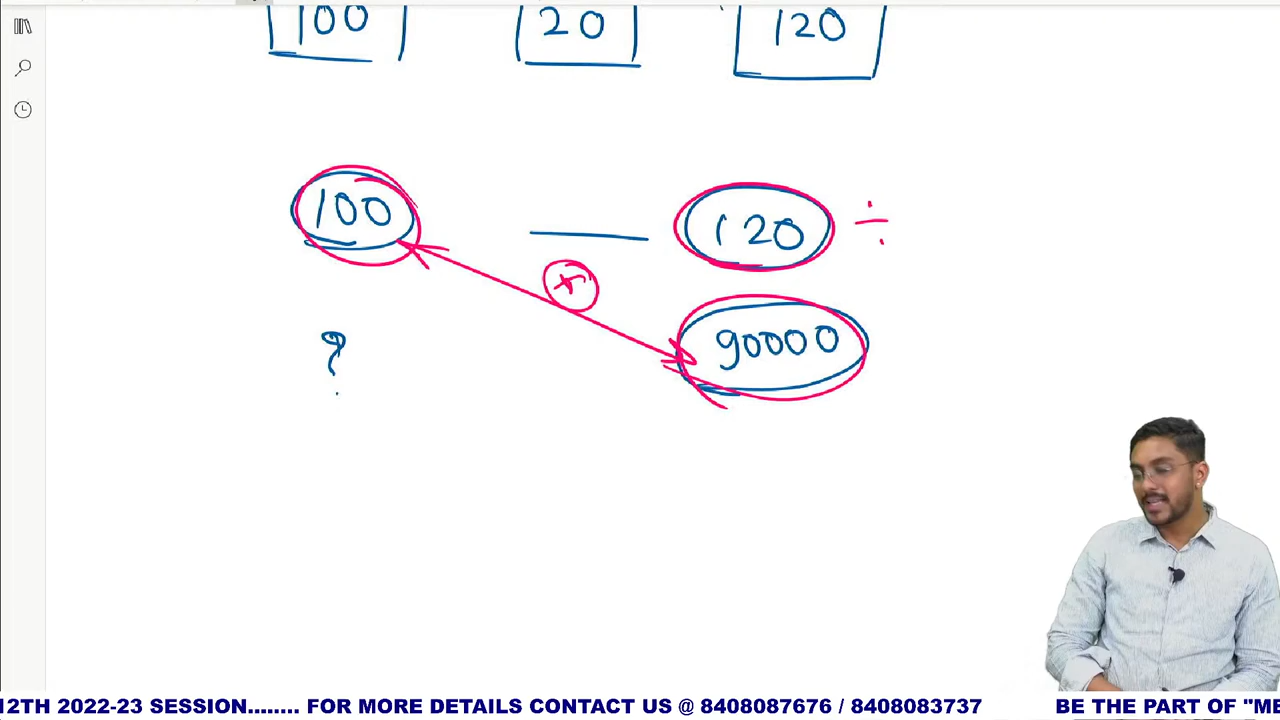 100 20 120
100 — 120 ÷
×
? 90000
12TH 2022-23 SESSION........ FOR MORE DETAILS CONTACT US @ 8408087676 / 8408083737 BE THE PART OF "ME